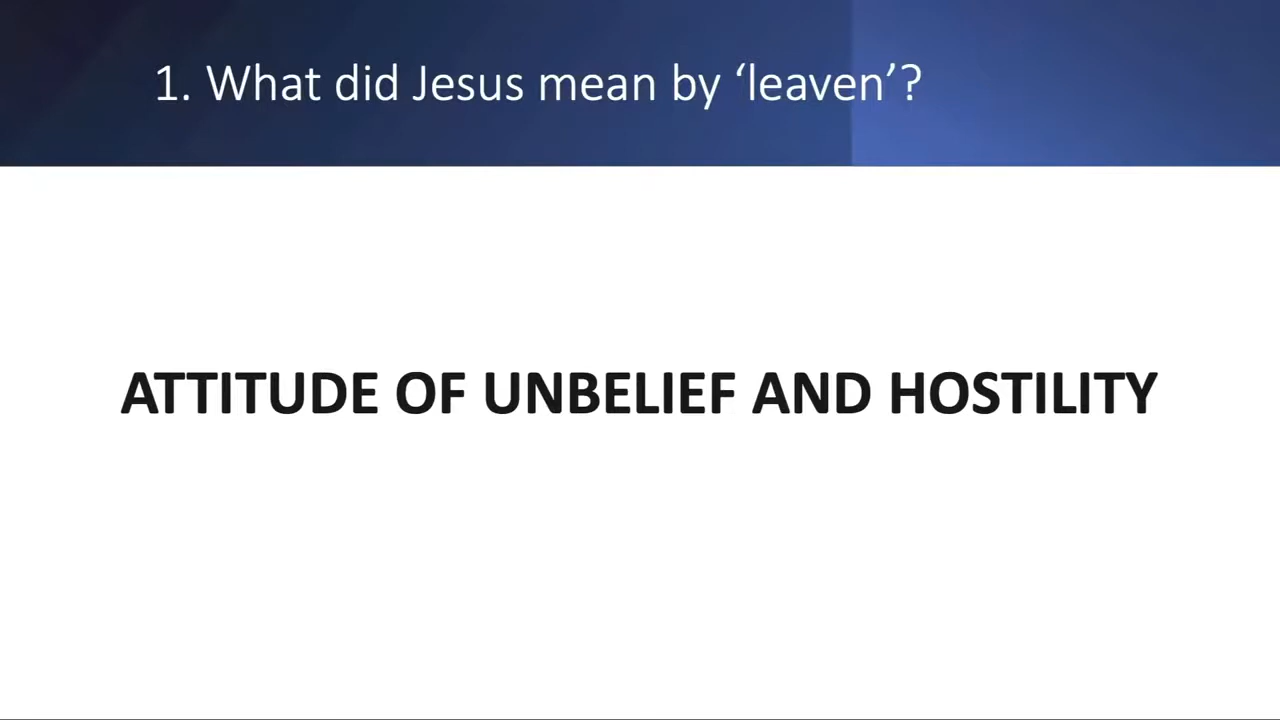 1. What did Jesus mean by ‘leaven’?
ATTITUDE OF UNBELIEF AND HOSTILITY